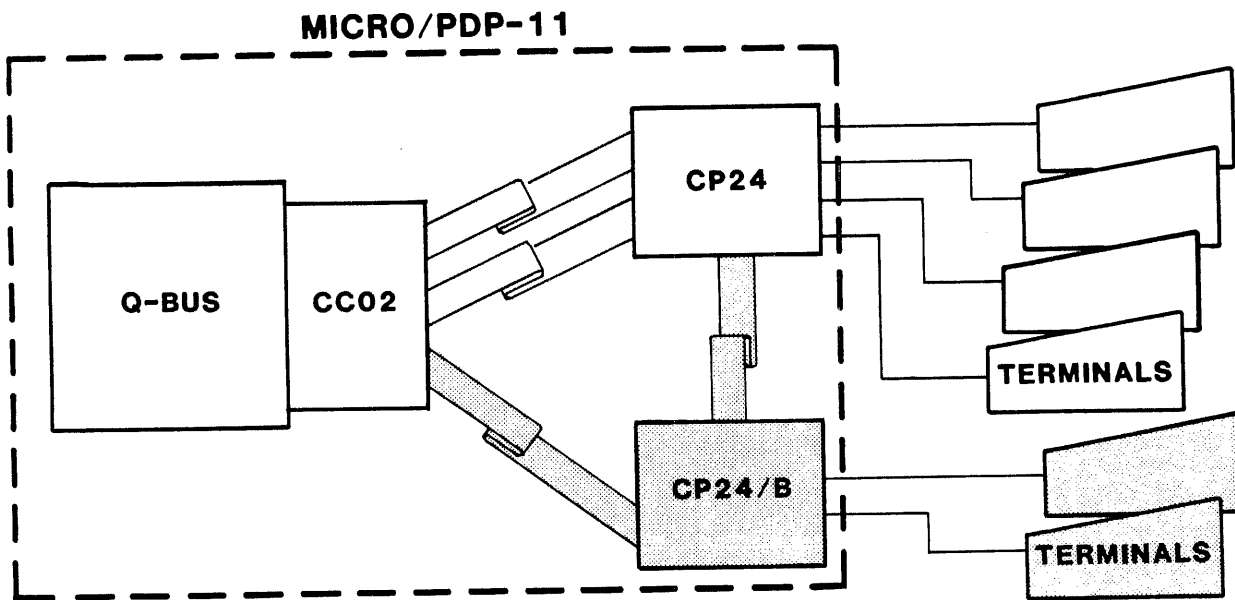 MICRO/PDP-11
CP24
Q-BUS
CC02
TERMINALS
CP24/B
TERMINALS